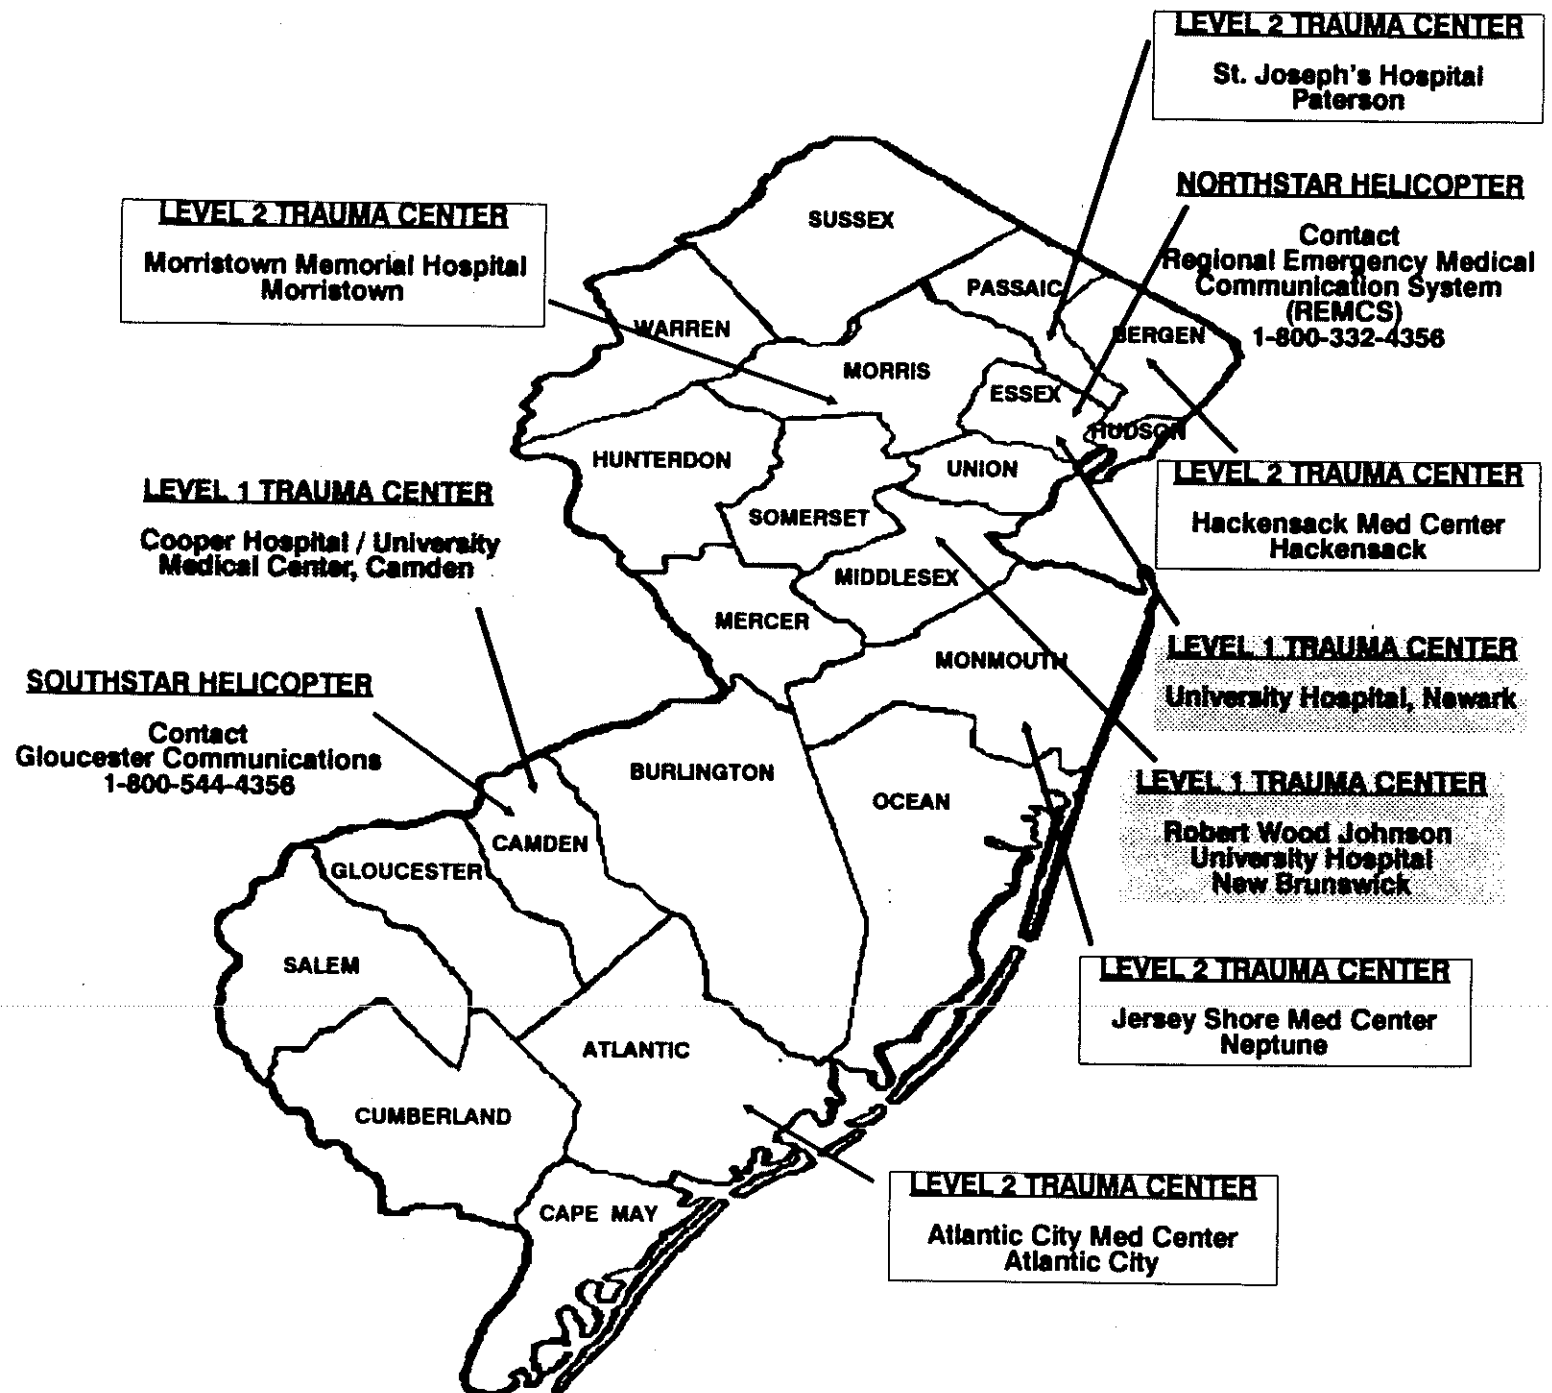 LEVEL 2 TRAUMA CENTER
St. Joseph's Hospital
Paterson
NORTHSTAR HELICOPTER
Contact
Regional Emergency Medical
Communication System
(REMCS)
1-800-332-4356
LEVEL 2 TRAUMA CENTER
Morristown Memorial Hospital
Morristown
SUSSEX
PASSAIC
WARREN
BERGEN
MORRIS
ESSEX
HUDSON
HUNTERDON
UNION
SOMERSET
LEVEL 2 TRAUMA CENTER
Hackensack Med Center
Hackensack
LEVEL 1 TRAUMA CENTER
Cooper Hospital / University
Medical Center, Camden
MIDDLESEX
MERCER
MONMOUTH
LEVEL 1 TRAUMA CENTER
University Hospital, Newark
SOUTHSTAR HELICOPTER
Contact
Gloucester Communications
1-800-544-4356
BURLINGTON
OCEAN
LEVEL 1 TRAUMA CENTER
Robert Wood Johnson
University Hospital
New Brunswick
CAMDEN
GLOUCESTER
SALEM
LEVEL 2 TRAUMA CENTER
Jersey Shore Med Center
Neptune
ATLANTIC
CUMBERLAND
CAPE MAY
LEVEL 2 TRAUMA CENTER
Atlantic City Med Center
Atlantic City